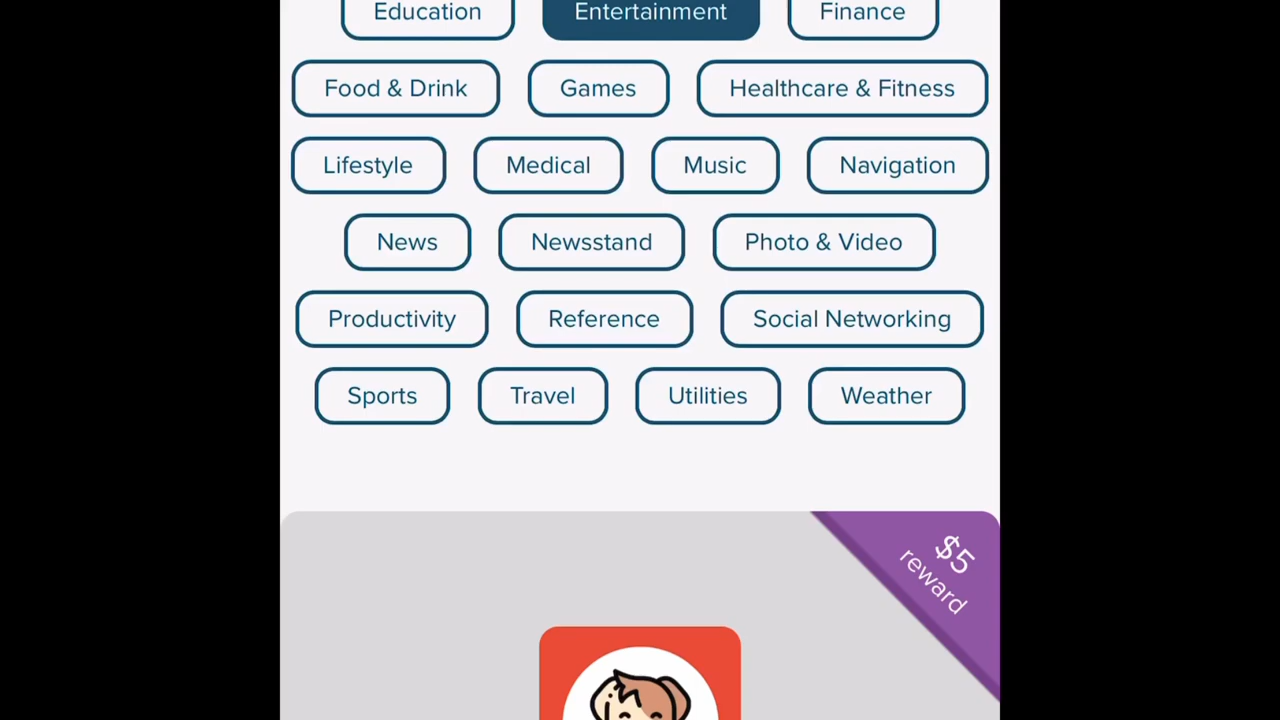 Education Entertainment Finance
Food & Drink Games Healthcare & Fitness
Lifestyle Medical Music Navigation
News Newsstand Photo & Video
Productivity Reference Social Networking
Sports Travel Utilities Weather
$5
reward